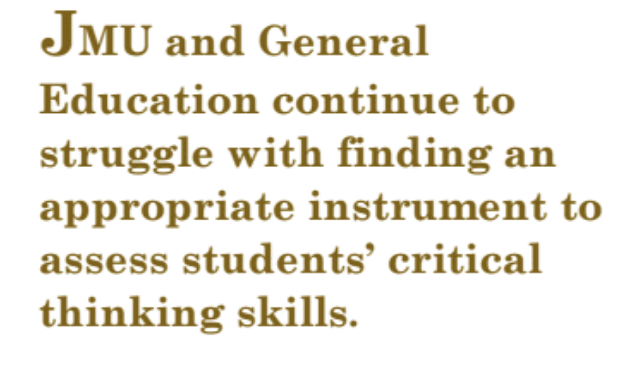 JMU and General
Education continue to
struggle with finding an
appropriate instrument to
assess students’ critical
thinking skills.